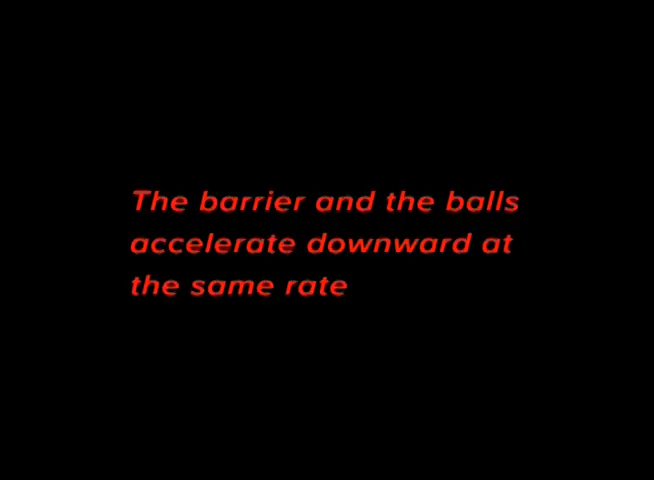 The barrier and the balls
accelerate downward at
the same rate